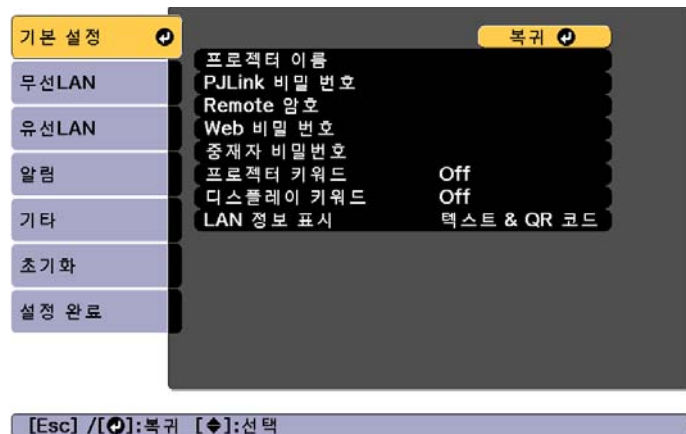 기본 설정
무선LAN
유선LAN
알림
기타
초기화
설정 완료
복귀
프로젝터 이름
PJLink 비밀 번호
Remote 암호
Web 비밀 번호
중재자 비밀번호
프로젝터 키워드 Off
디스플레이 키워드 Off
LAN 정보 표시 텍스트 & QR 코드
[Esc] /[]:복귀 []:선택